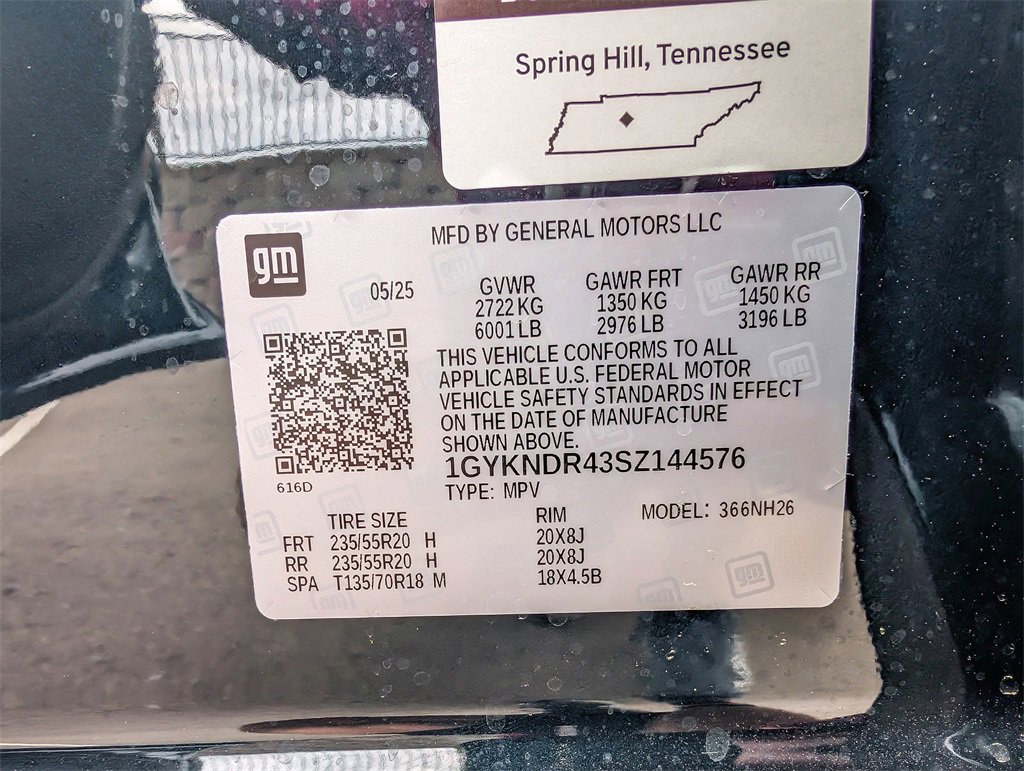 Spring Hill, Tennessee
gm
MFD BY GENERAL MOTORS LLC
05/25
GVWR GAWR FRT GAWR RR
2722 KG 1350 KG 1450 KG
6001 LB 2976 LB 3196 LB
THIS VEHICLE CONFORMS TO ALL
APPLICABLE U.S. FEDERAL MOTOR
VEHICLE SAFETY STANDARDS IN EFFECT
ON THE DATE OF MANUFACTURE
SHOWN ABOVE.
1GYKNDR43SZ144576
616D
TYPE: MPV
MODEL: 366NH26
TIRE SIZE RIM
FRT 235/55R20 H 20X8J
RR 235/55R20 H 20X8J
SPA T135/70R18 M 18X4.5B